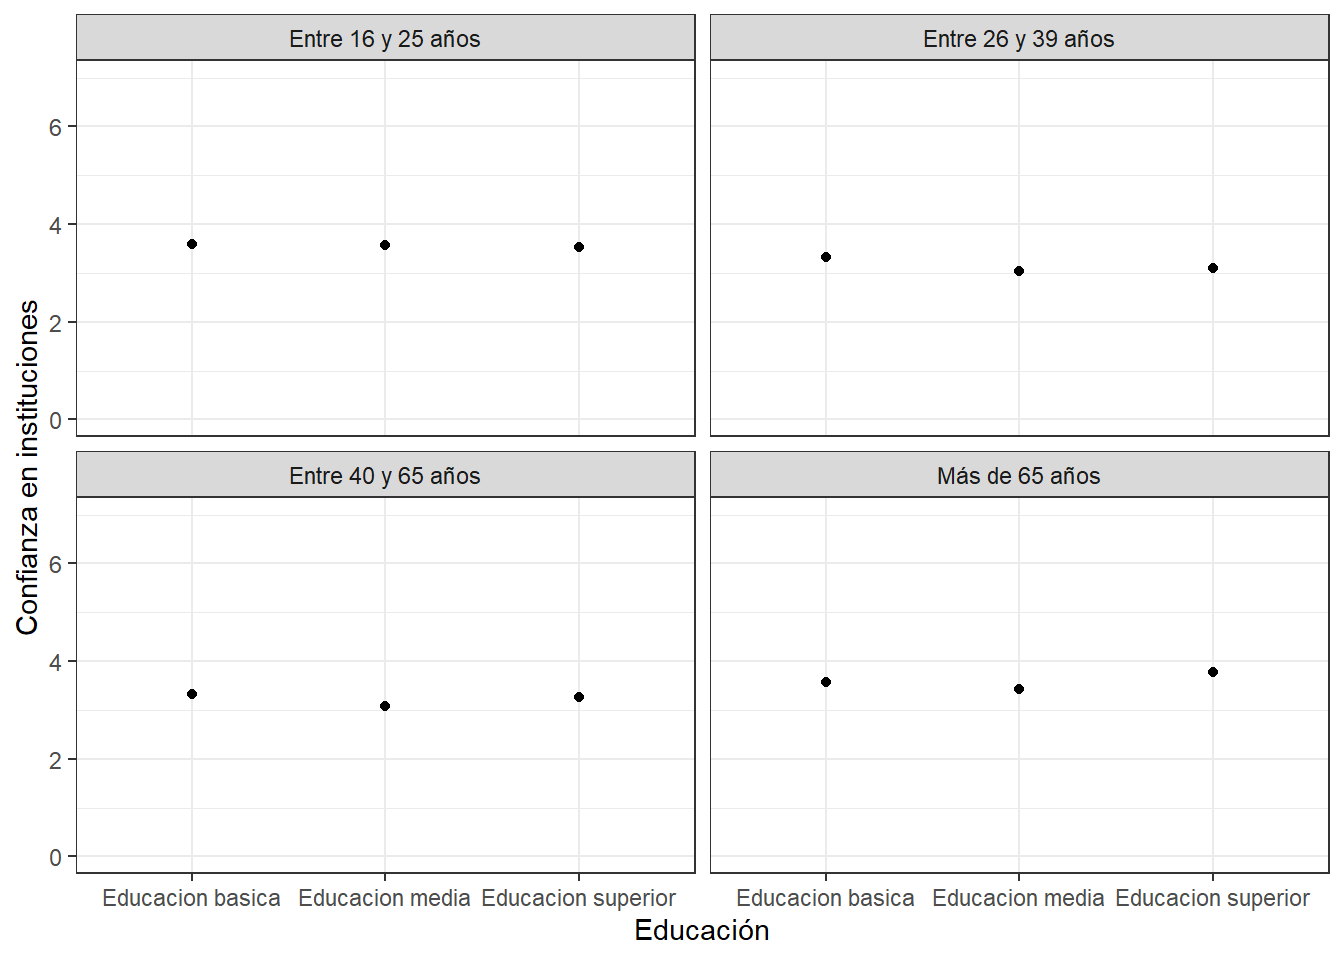 Entre 16 y 25 años
Entre 26 y 39 años
6
4
2
0
Entre 40 y 65 años
Más de 65 años
6
4
2
0
Confianza en instituciones
Educacion basica Educacion media Educacion superior
Educacion basica Educacion media Educacion superior
Educación